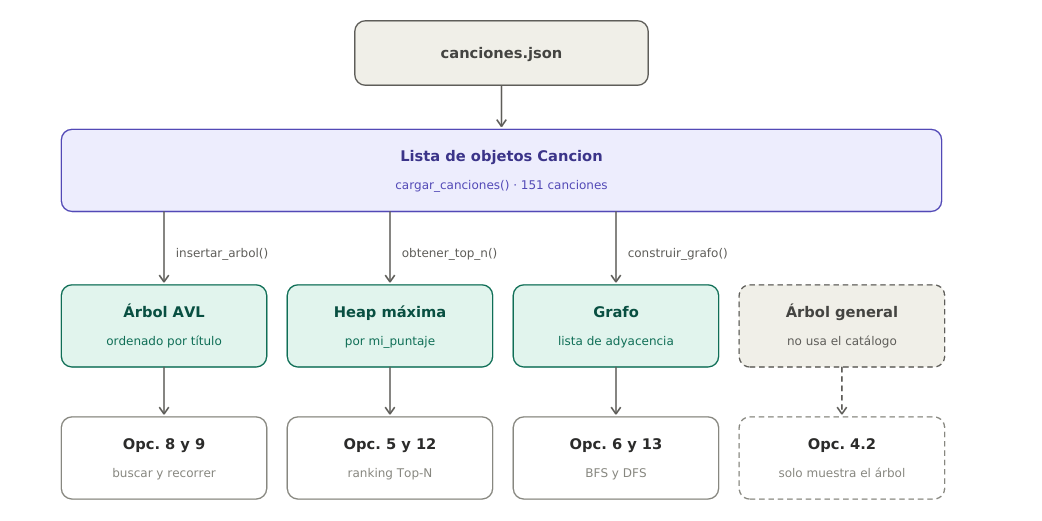 canciones.json
Lista de objetos Cancion
cargar_canciones() · 151 canciones
insertar_arbol()
obtener_top_n()
construir_grafo()
Árbol AVL
ordenado por título
Heap máxima
por mi_puntaje
Grafo
lista de adyacencia
Árbol general
no usa el catálogo
Opc. 8 y 9
buscar y recorrer
Opc. 5 y 12
ranking Top-N
Opc. 6 y 13
BFS y DFS
Opc. 4.2
solo muestra el árbol